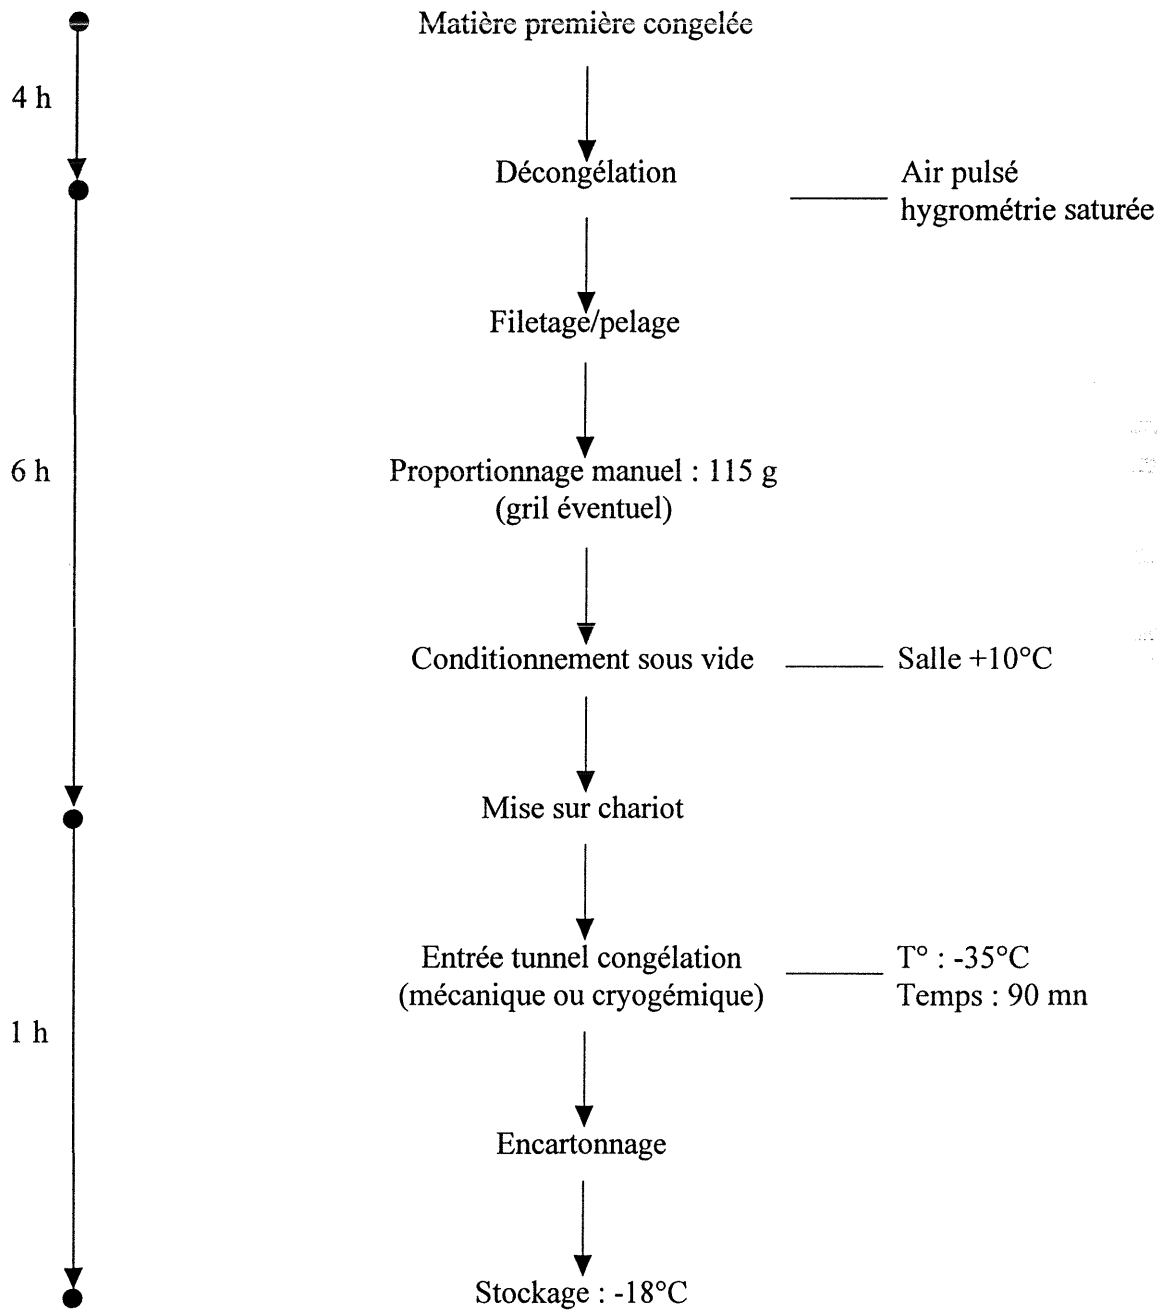 Matière première congelée
4 h
Décongélation
Air pulsé
hygrométrie saturée
Filetage/pelage
6 h
Proportionnage manuel : 115 g
(gril éventuel)
Conditionnement sous vide
Salle +10°C
Mise sur chariot
Entrée tunnel congélation
(mécanique ou cryogémique)
T° : -35°C
Temps : 90 mn
1 h
Encartonnage
Stockage : -18°C